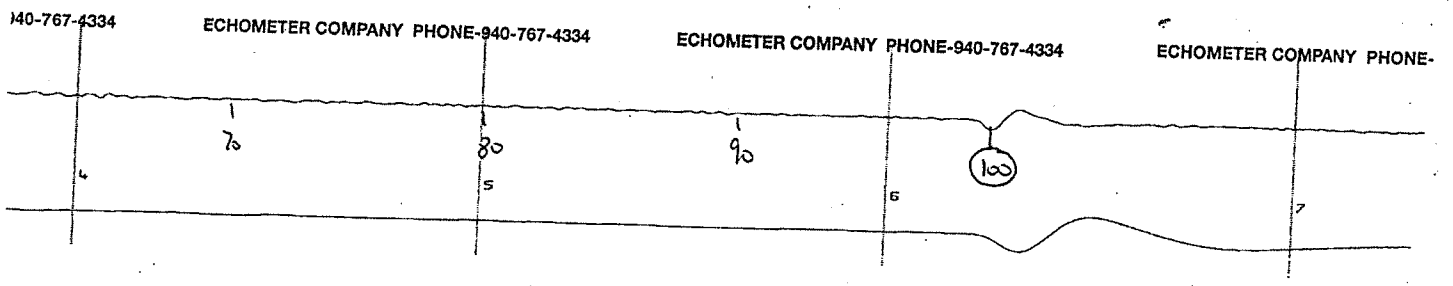 940-767-4334 ECHOMETER COMPANY PHONE-940-767-4334 ECHOMETER COMPANY PHONE-940-767-4334 ECHOMETER COMPANY PHONE-
70 80 90 100
4 5 6 7